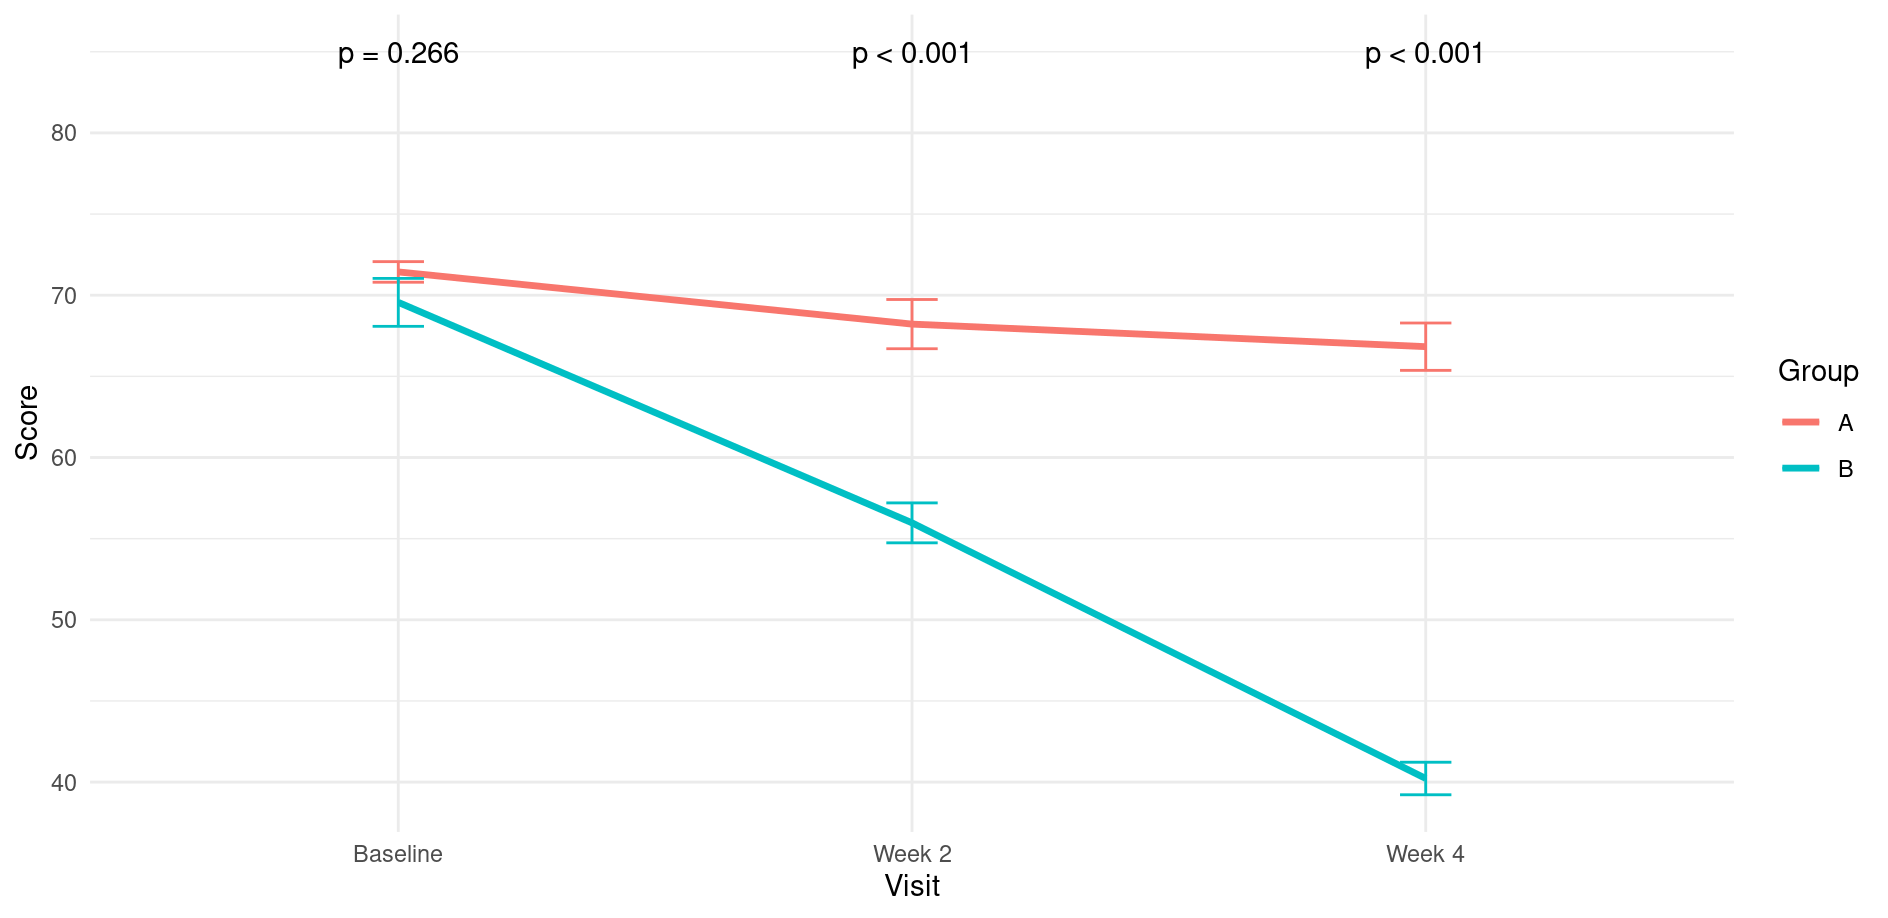 p = 0.266
p < 0.001
p < 0.001
80
70
60
50
40
Score
Baseline
Week 2
Week 4
Visit
Group
A
B